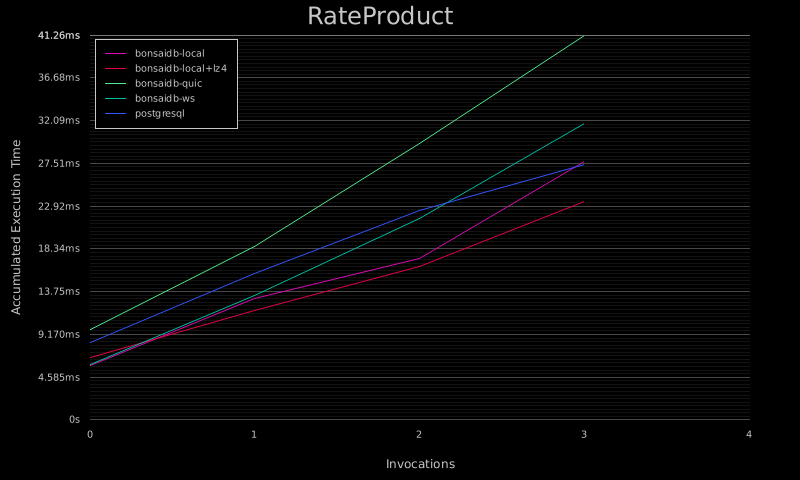 RateProduct
41.26ms
36.68ms
32.09ms
27.51ms
22.92ms
18.34ms
13.75ms
9.170ms
4.585ms
0s
Accumulated Execution Time
bonsaidb-local
bonsaidb-local+lz4
bonsaidb-quic
bonsaidb-ws
postgresql
0 1 2 3 4
Invocations